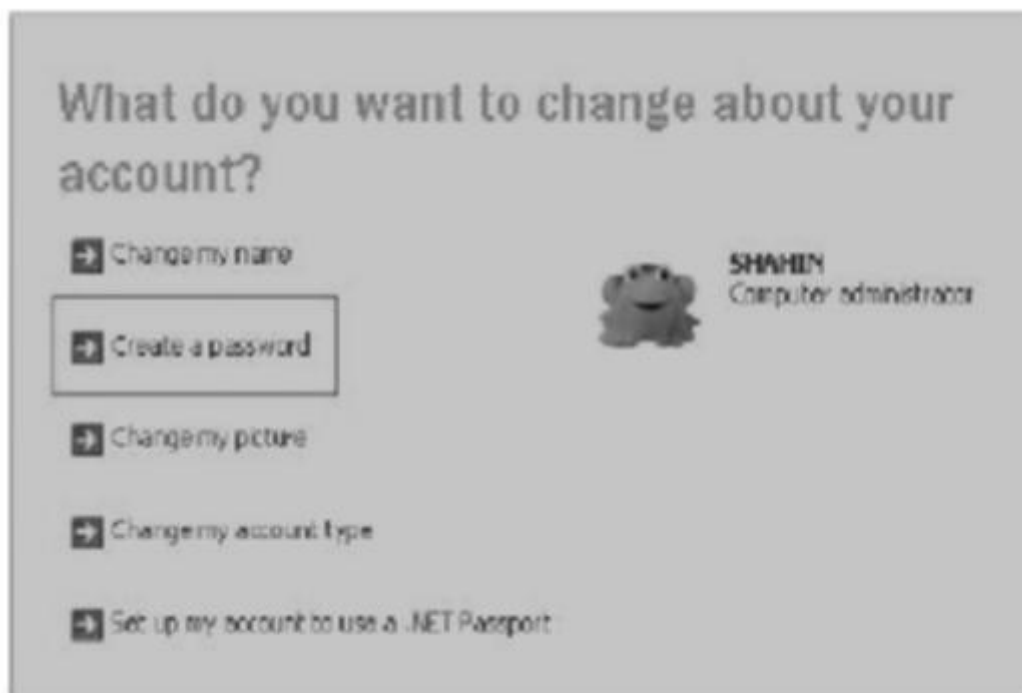 What do you want to change about your
account?
Change my name
SHAHIN
Computer administrator
Create a password
Change my picture
Change my account type
Set up my account to use a .NET Passport